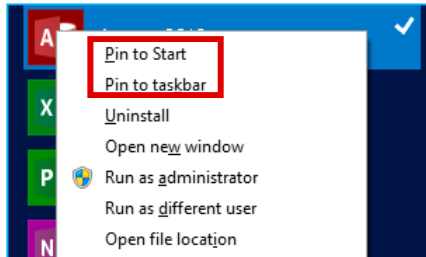 A
Pin to Start
Pin to taskbar
X
Uninstall
Open new window
P
Run as administrator
Run as different user
N
Open file location